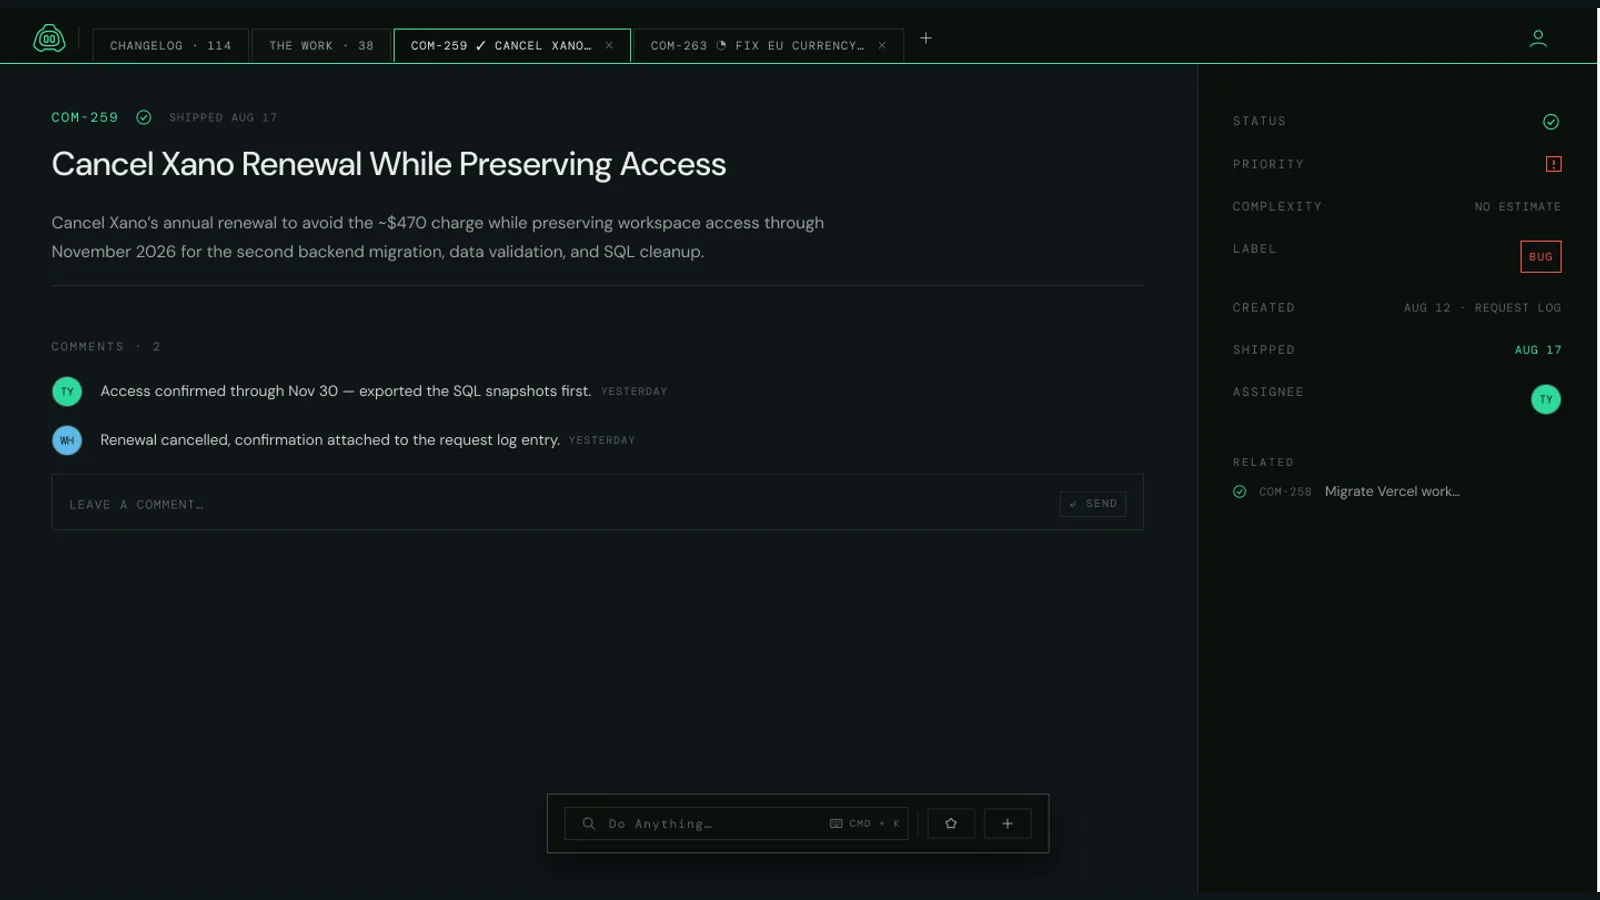 CHANGELOG · 114
THE WORK · 38
COM-259 ✓ CANCEL XANO…
COM-263 ◔ FIX EU CURRENCY…
COM-259
SHIPPED AUG 17
Cancel Xano Renewal While Preserving Access
Cancel Xano’s annual renewal to avoid the ~$470 charge while preserving workspace access through
November 2026 for the second backend migration, data validation, and SQL cleanup.
COMMENTS · 2
TY
Access confirmed through Nov 30 — exported the SQL snapshots first. YESTERDAY
WH
Renewal cancelled, confirmation attached to the request log entry. YESTERDAY
LEAVE A COMMENT…
↵ SEND
STATUS
PRIORITY
COMPLEXITY NO ESTIMATE
LABEL BUG
CREATED AUG 12 · REQUEST LOG
SHIPPED AUG 17
ASSIGNEE TY
RELATED
COM-258 Migrate Vercel work…
Do Anything… CMD + K